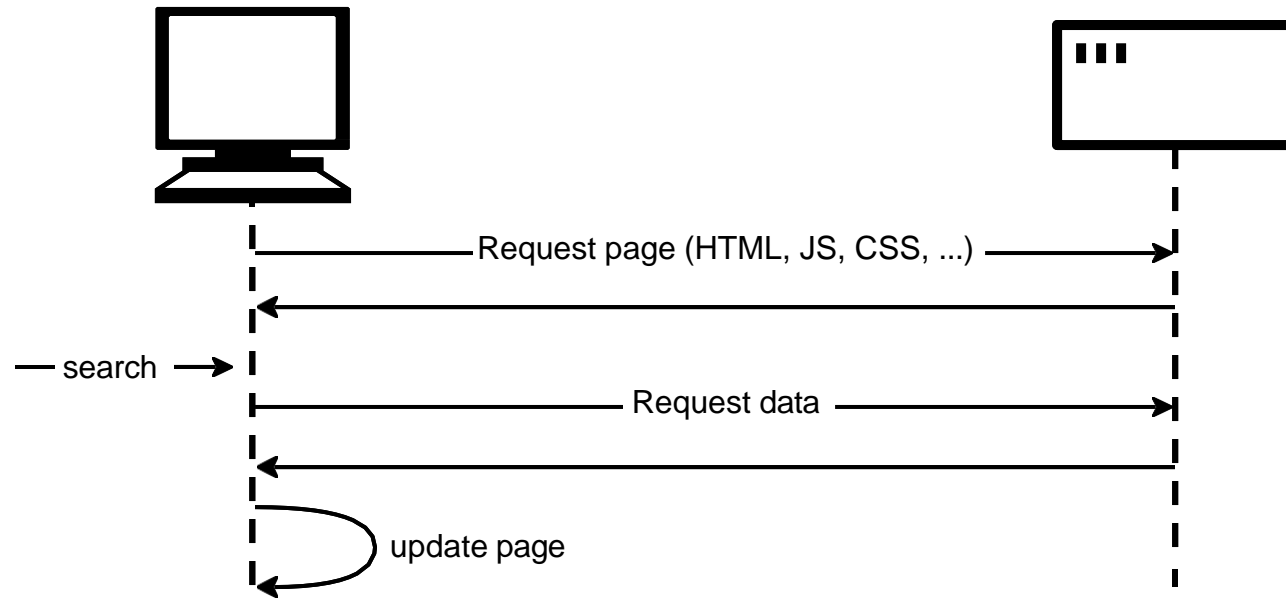 Request page (HTML, JS, CSS, ...)
search
Request data
update page